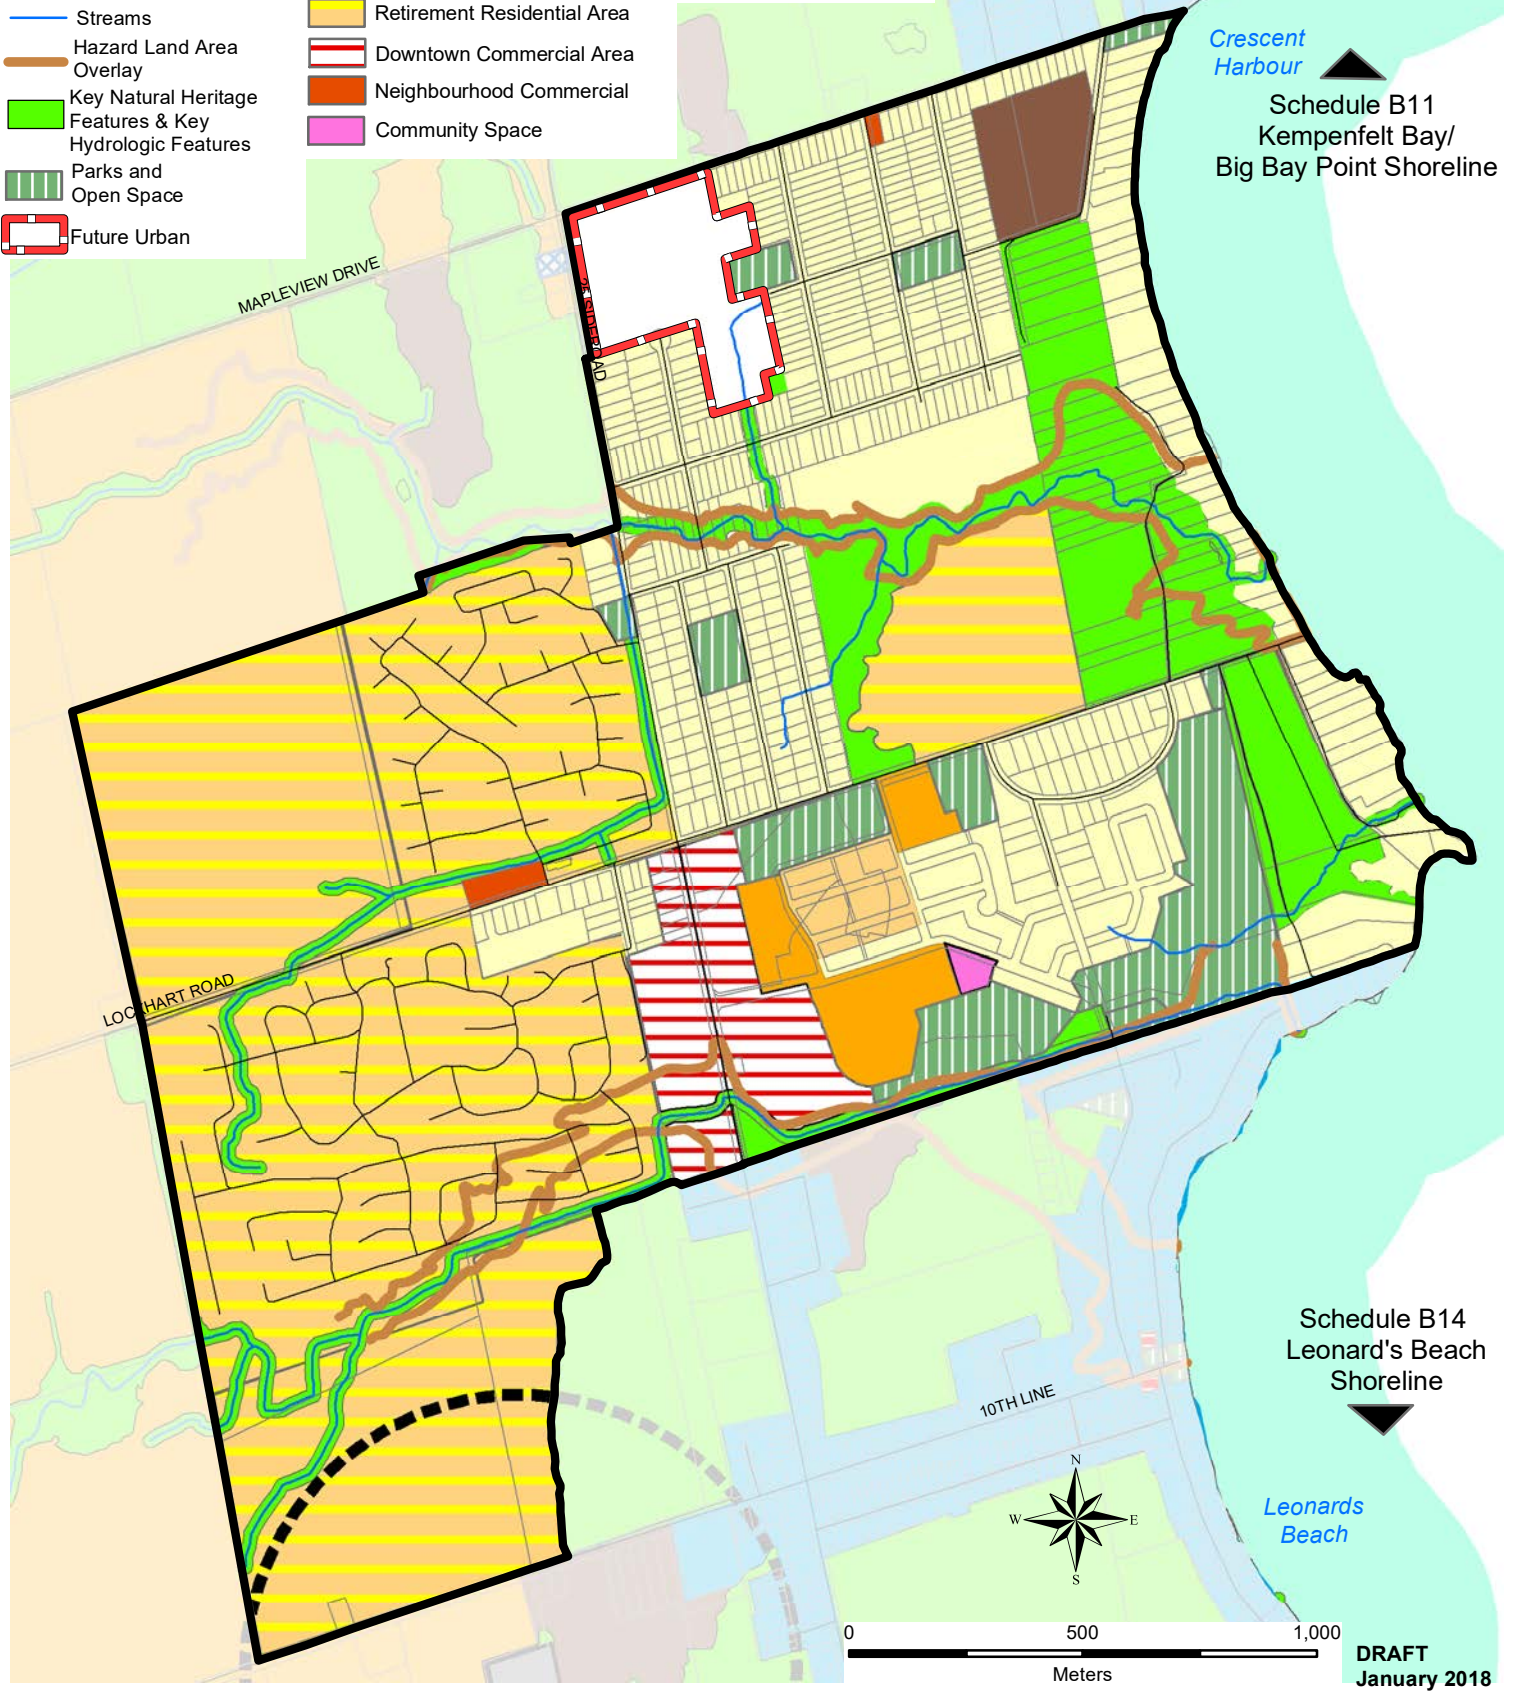 Streams
Hazard Land Area
Overlay
Key Natural Heritage
Features & Key
Hydrologic Features
Parks and
Open Space
Future Urban
Retirement Residential Area
Downtown Commercial Area
Neighbourhood Commercial
Community Space
Crescent
Harbour
Schedule B11
Kempenfelt Bay/
Big Bay Point Shoreline
MAPLEVIEW DRIVE
25 SIDEROAD
LOCKHART ROAD
10TH LINE
Schedule B14
Leonard's Beach
Shoreline
Leonards
Beach
N
W
E
S
0
500
1,000
Meters
DRAFT
January 2018